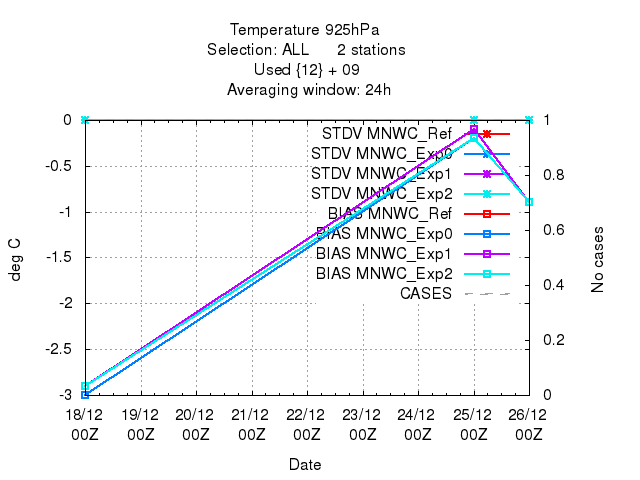 Temperature 925hPa
Selection: ALL 2 stations
Used {12} + 09
Averaging window: 24h
0
-0.5
-1
-1.5
-2
-2.5
-3
deg C
STDV MNWC_Ref
STDV MNWC_Exp0
STDV MNWC_Exp1
STDV MNWC_Exp2
BIAS MNWC_Ref
BIAS MNWC_Exp0
BIAS MNWC_Exp1
BIAS MNWC_Exp2
CASES
1
0.8
0.6
0.4
0.2
0
No cases
18/12 19/12 20/12 21/12 22/12 23/12 24/12 25/12 26/12
00Z 00Z 00Z 00Z 00Z 00Z 00Z 00Z 00Z
Date